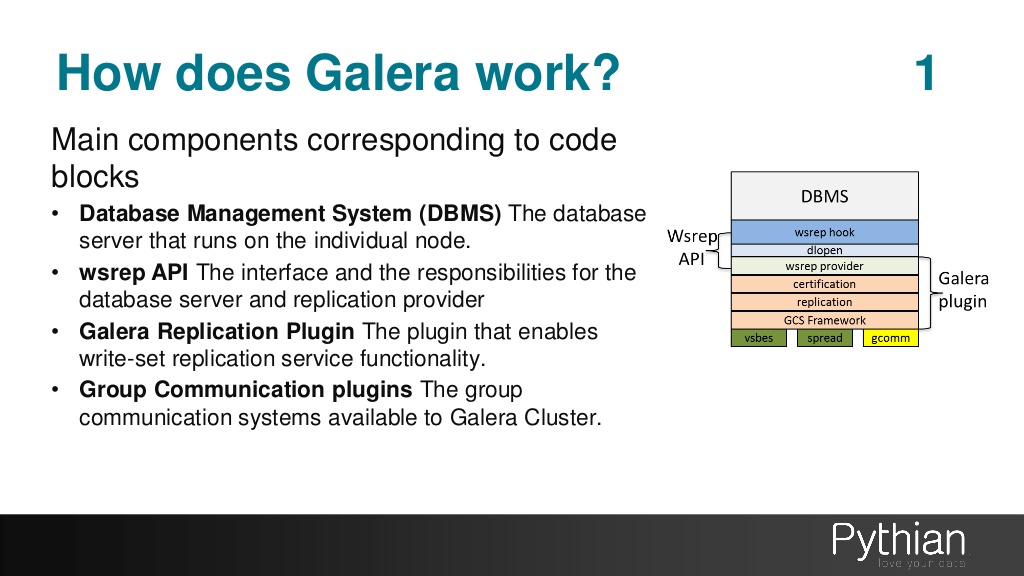 How does Galera work? 1
Main components corresponding to code
blocks
• Database Management System (DBMS) The database
server that runs on the individual node.
• wsrep API The interface and the responsibilities for the
database server and replication provider
• Galera Replication Plugin The plugin that enables
write-set replication service functionality.
• Group Communication plugins The group
communication systems available to Galera Cluster.
DBMS
wsrep hook
dlopen
wsrep provider
certification
replication
GCS Framework
vsbes spread gcomm
Wsrep
API
Galera
plugin
Pythian
love your data